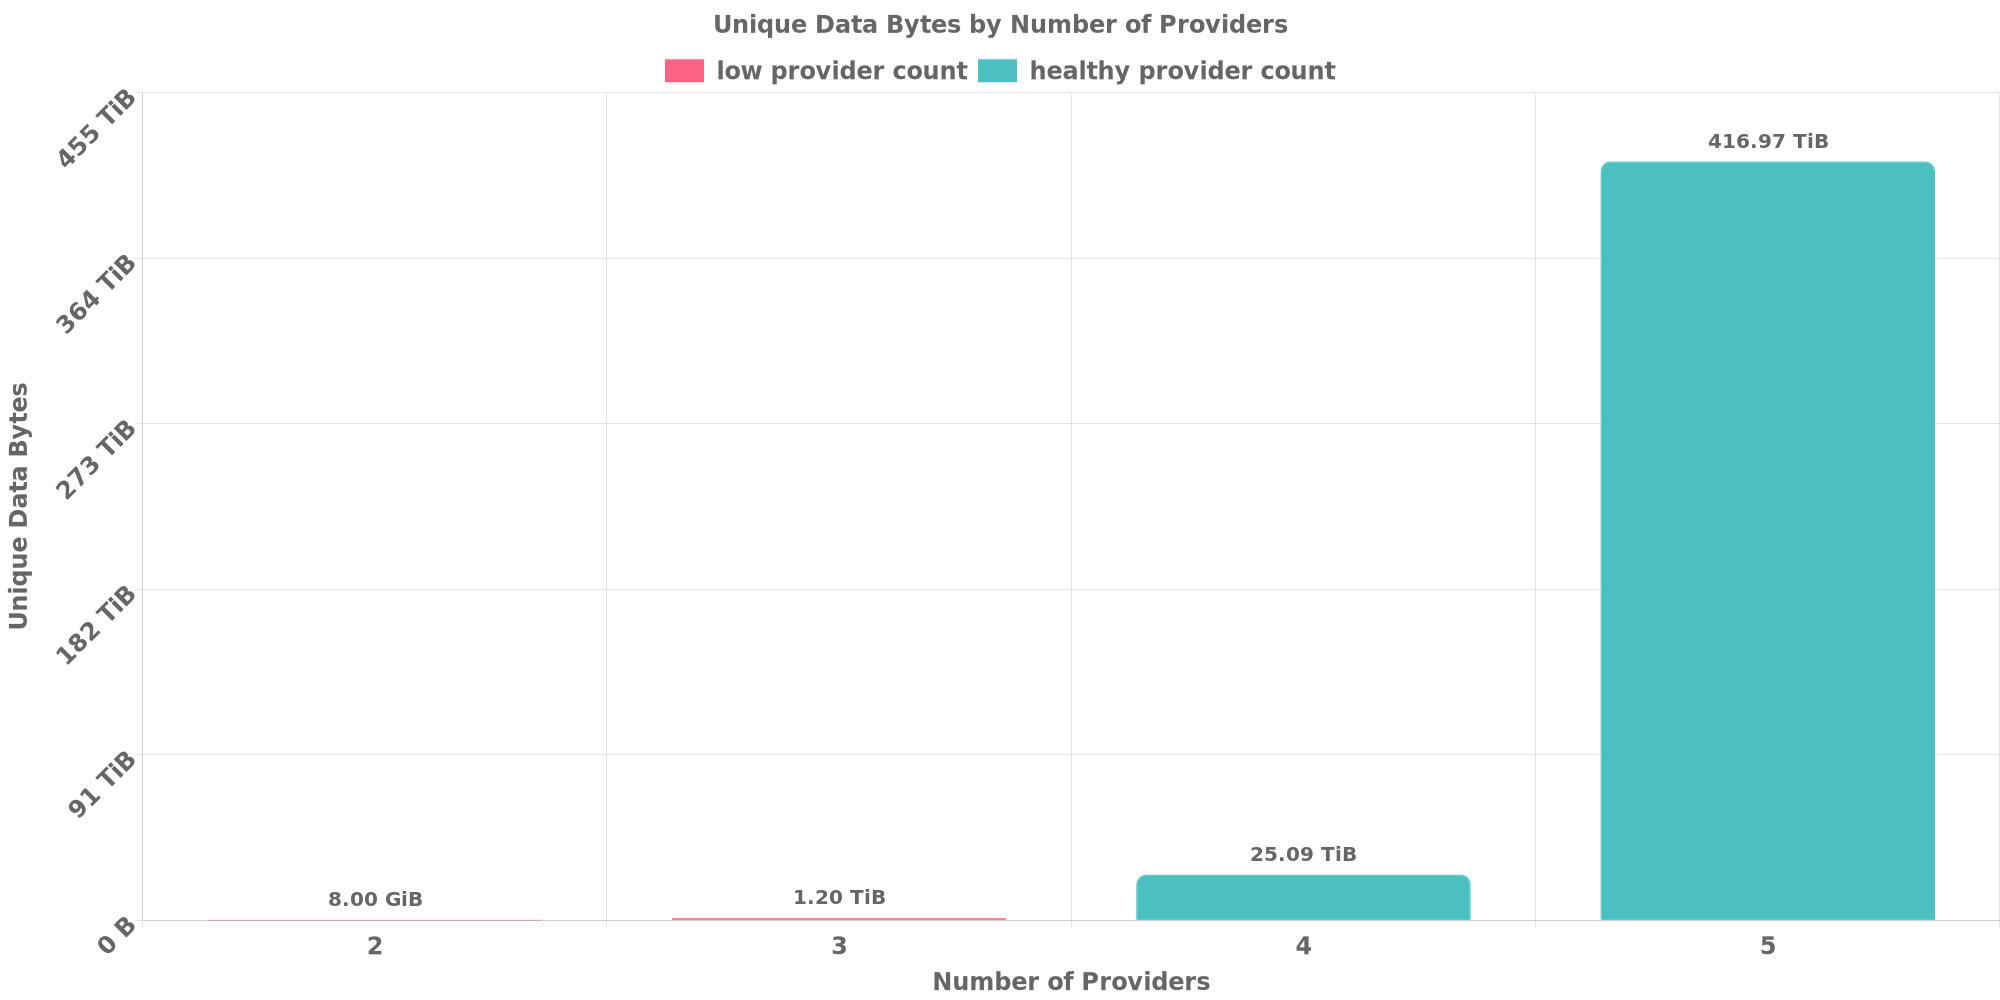 Unique Data Bytes by Number of Providers
low provider count
healthy provider count
455 TiB
364 TiB
273 TiB
182 TiB
91 TiB
0 B
Unique Data Bytes
8.00 GiB
1.20 TiB
25.09 TiB
416.97 TiB
2
3
4
5
Number of Providers